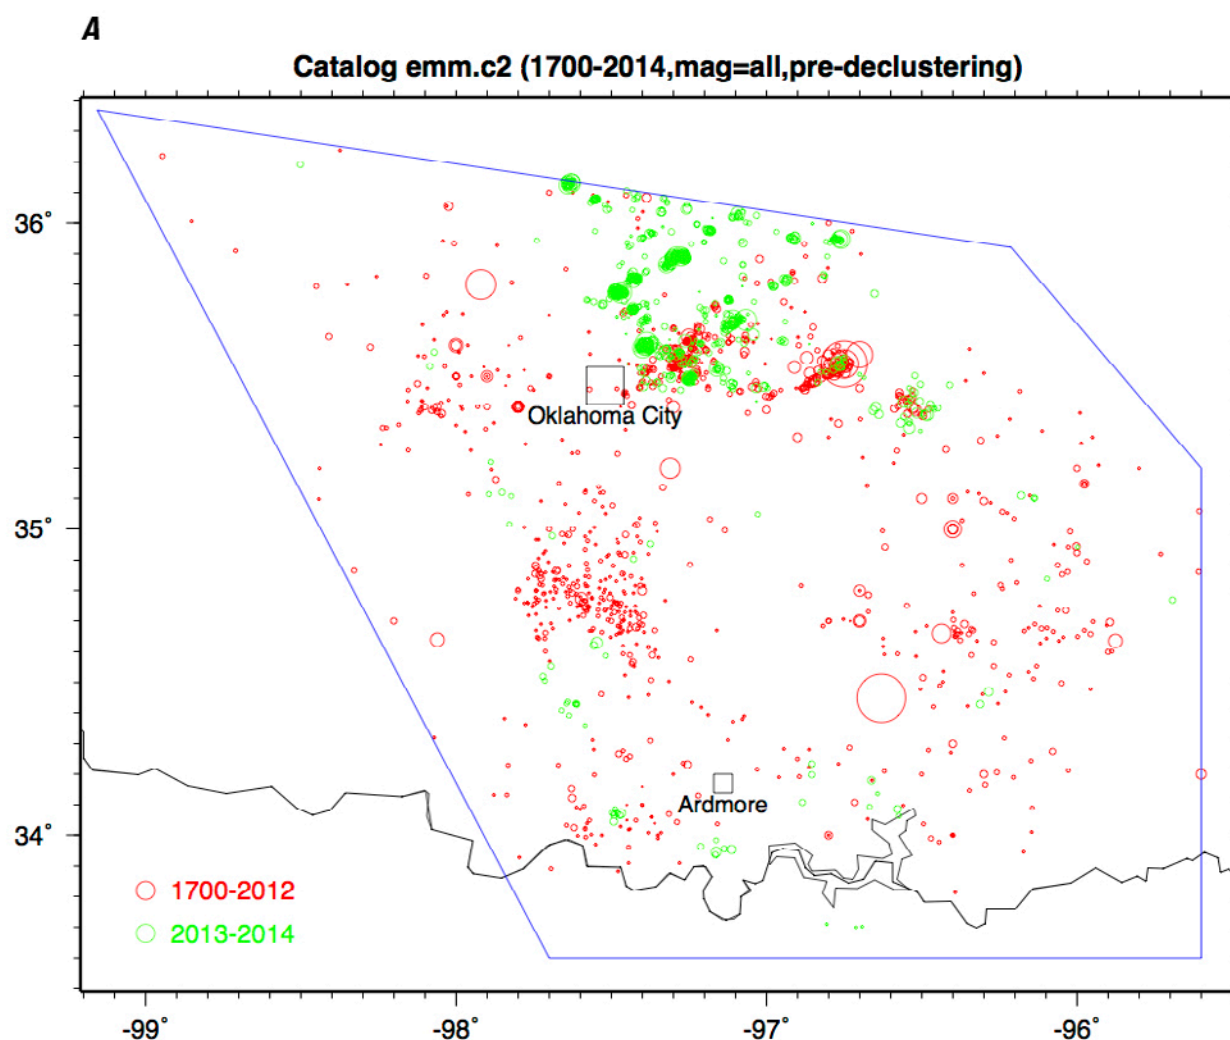 A
Catalog emm.c2 (1700-2014,mag=all,pre-declustering)
36˚
Oklahoma City
35˚
Ardmore
34˚
1700-2012
2013-2014
-99˚ -98˚ -97˚ -96˚